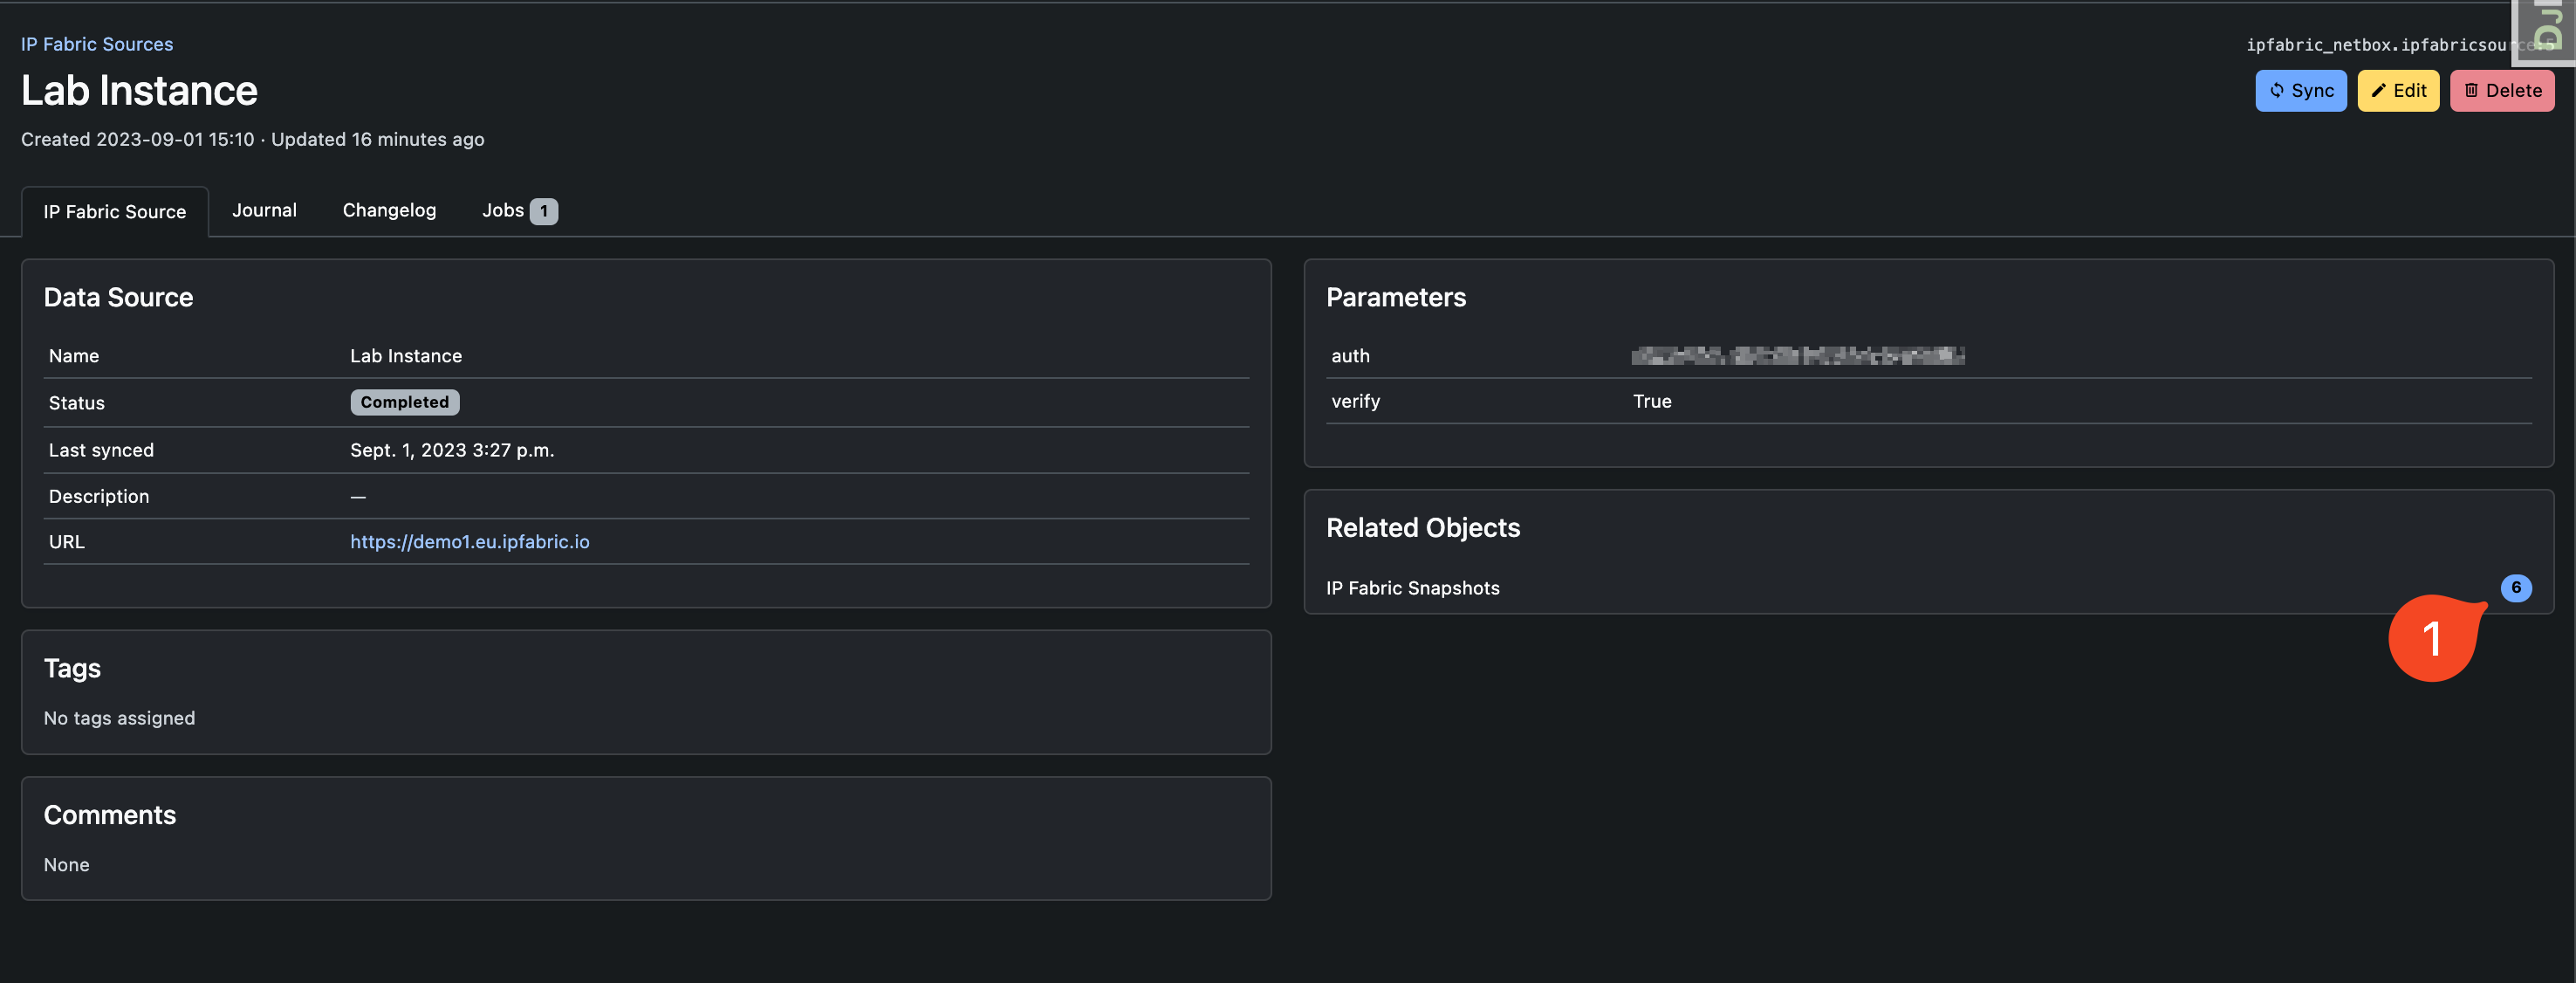 IP Fabric Sources
ipfabric_netbox.ipfabricsource:5
Lab Instance
Sync
Edit
Delete
Created 2023-09-01 15:10 · Updated 16 minutes ago
IP Fabric Source
Journal
Changelog
Jobs 1
Data Source
Name Lab Instance
Status Completed
Last synced Sept. 1, 2023 3:27 p.m.
Description —
URL https://demo1.eu.ipfabric.io
Tags
No tags assigned
Comments
None
Parameters
auth
verify True
Related Objects
IP Fabric Snapshots 6
1
DJ